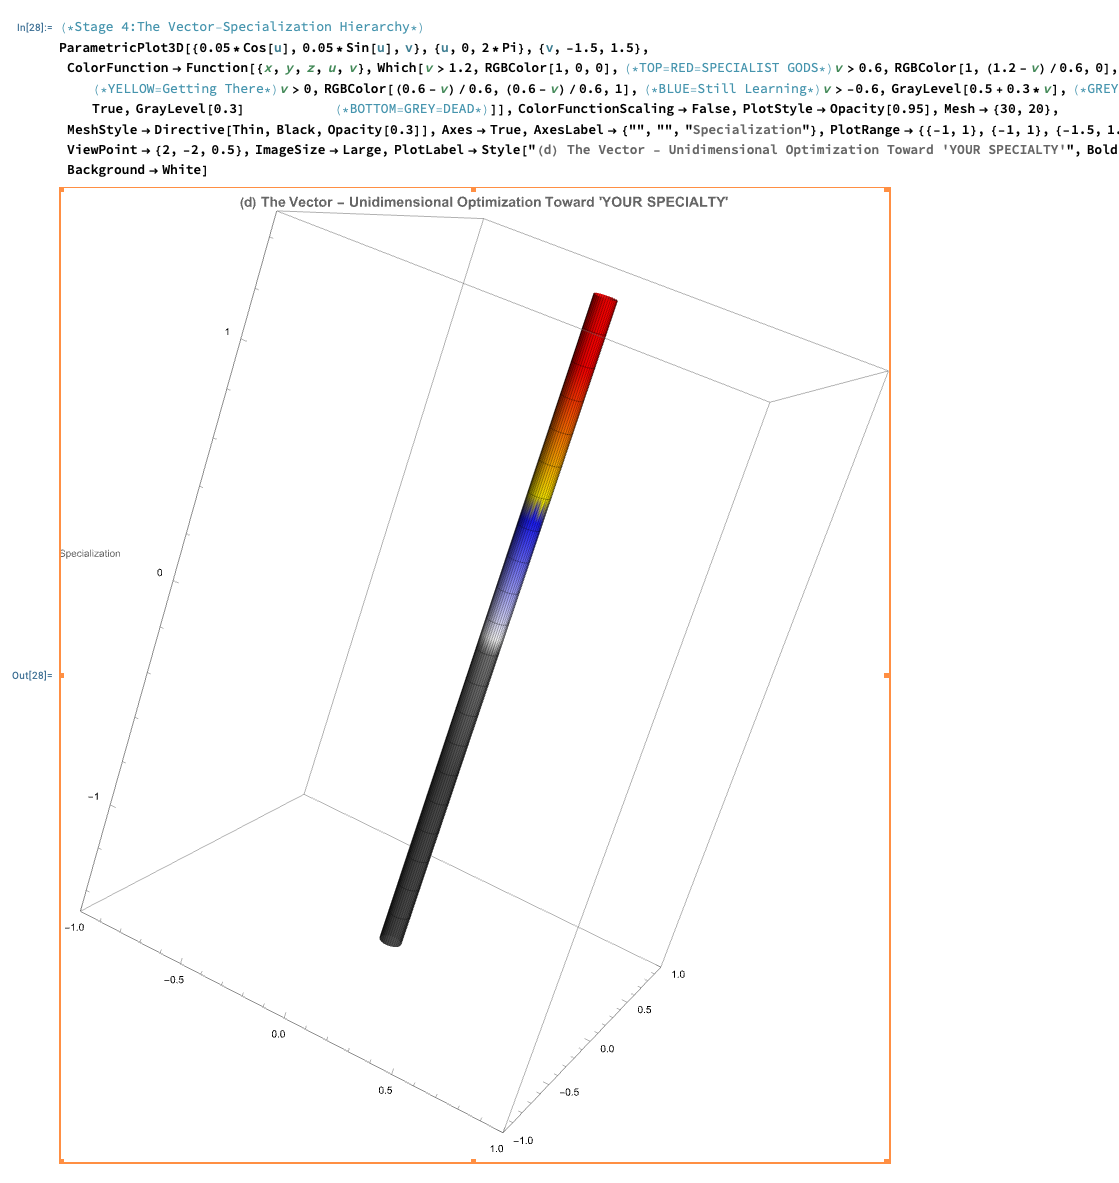 In[28]:= (*Stage 4:The Vector-Specialization Hierarchy*)
ParametricPlot3D[{0.05*Cos[u], 0.05*Sin[u], v}, {u, 0, 2*Pi}, {v, -1.5, 1.5},
ColorFunction→Function[{x, y, z, u, v}, Which[v>1.2, RGBColor[1, 0, 0], (*TOP=RED=SPECIALIST GODS*)v>0.6, RGBColor[1, (1.2-v)/0.6, 0],
(*YELLOW=Getting There*)v>0, RGBColor[(0.6-v)/0.6, (0.6-v)/0.6, 1], (*BLUE=Still Learning*)v>-0.6, GrayLevel[0.5+0.3*v], (*GREY
True, GrayLevel[0.3] (*BOTTOM=GREY=DEAD*)]], ColorFunctionScaling→False, PlotStyle→Opacity[0.95], Mesh→{30, 20},
MeshStyle→Directive[Thin, Black, Opacity[0.3]], Axes→True, AxesLabel→{"", "", "Specialization"}, PlotRange→{{-1, 1}, {-1, 1}, {-1.5, 1.
ViewPoint→{2, -2, 0.5}, ImageSize→Large, PlotLabel→Style["(d) The Vector - Unidimensional Optimization Toward 'YOUR SPECIALTY'", Bold
Background→White]
(d) The Vector – Unidimensional Optimization Toward 'YOUR SPECIALTY'
1
Specialization
0
Out[28]=
-1
-1.0
-0.5
0.0
0.5
1.0
-1.0
-0.5
0.0
0.5
1.0